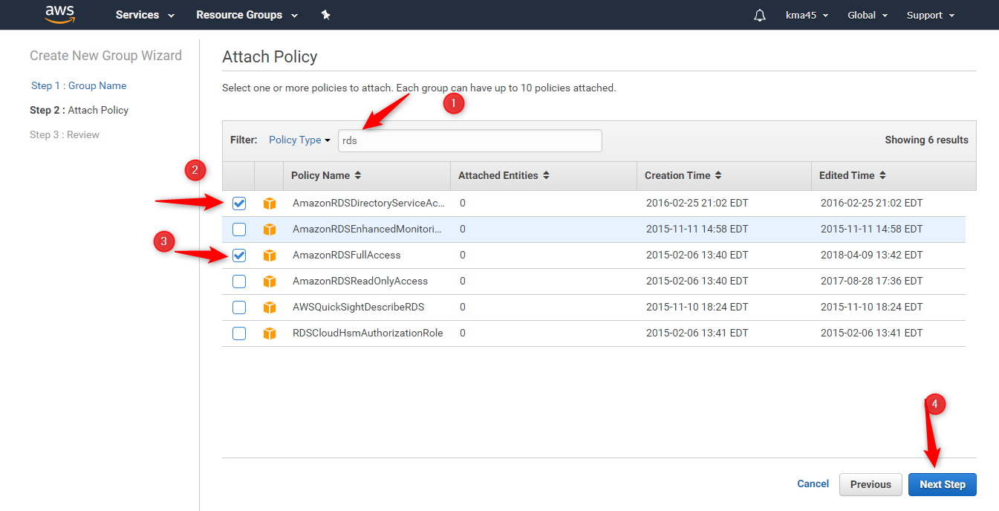 aws Services Resource Groups kma45 Global Support
Create New Group Wizard
Step 1 : Group Name
Step 2 : Attach Policy
Step 3 : Review
Attach Policy
Select one or more policies to attach. Each group can have up to 10 policies attached.
1
Filter: Policy Type rds Showing 6 results
2
Policy Name Attached Entities Creation Time Edited Time
AmazonRDSDirectoryServiceAc... 0 2016-02-25 21:02 EDT 2016-02-25 21:02 EDT
AmazonRDSEnhancedMonitori... 0 2015-11-11 14:58 EDT 2015-11-11 14:58 EDT
3
AmazonRDSFullAccess 0 2015-02-06 13:40 EDT 2018-04-09 13:42 EDT
AmazonRDSReadOnlyAccess 0 2015-02-06 13:40 EDT 2017-08-28 17:36 EDT
AWSQuickSightDescribeRDS 0 2015-11-10 18:24 EDT 2015-11-10 18:24 EDT
RDSCloudHsmAuthorizationRole 0 2015-02-06 13:41 EDT 2015-02-06 13:41 EDT
4
Cancel Previous Next Step